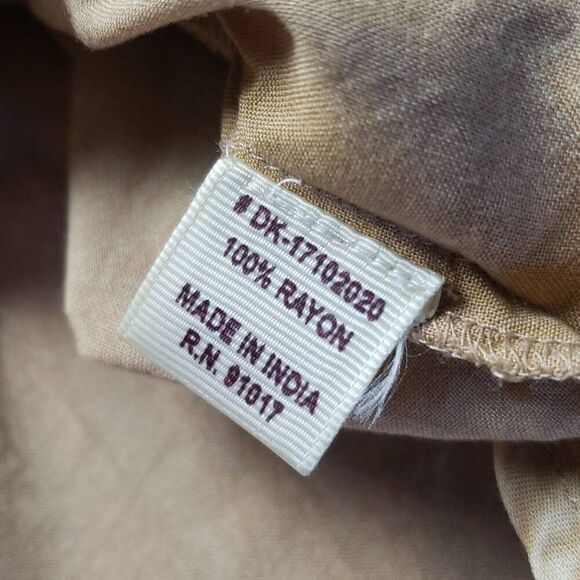 # DK-17102020
100% RAYON
MADE IN INDIA
R.N. 91017